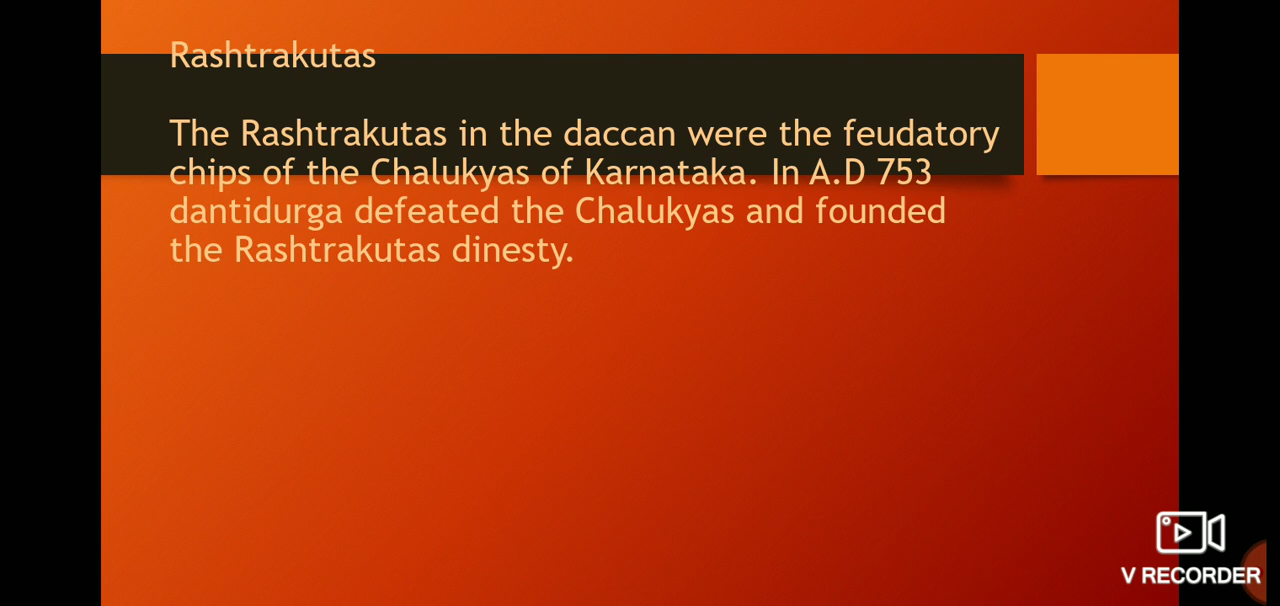 Rashtrakutas
The Rashtrakutas in the daccan were the feudatory
chips of the Chalukyas of Karnataka. In A.D 753
dantidurga defeated the Chalukyas and founded
the Rashtrakutas dinesty.
V RECORDER